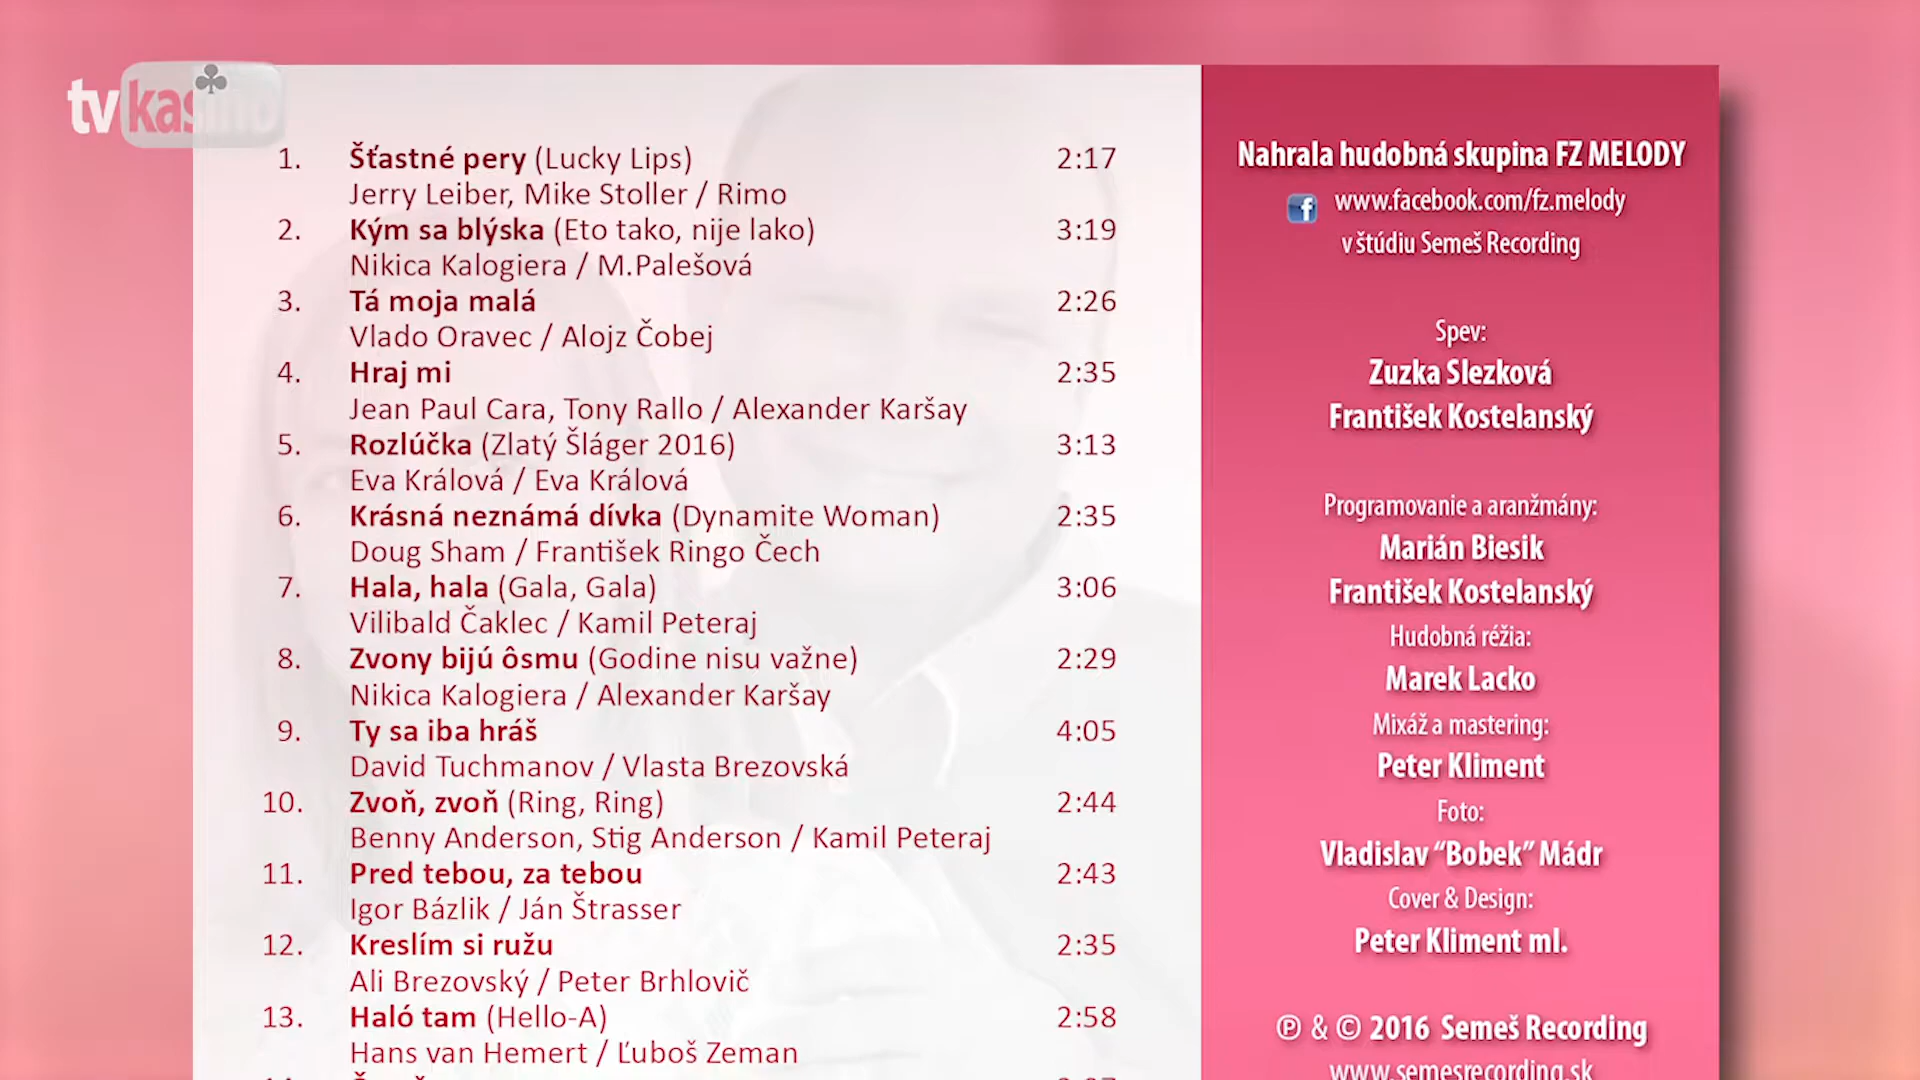 tvkasino
1. Šťastné pery (Lucky Lips) 2:17
Jerry Leiber, Mike Stoller / Rimo
2. Kým sa blýska (Eto tako, nije lako) 3:19
Nikica Kalogiera / M.Palešová
3. Tá moja malá 2:26
Vlado Oravec / Alojz Čobej
4. Hraj mi 2:35
Jean Paul Cara, Tony Rallo / Alexander Karšay
5. Rozlúčka (Zlatý Šláger 2016) 3:13
Eva Králová / Eva Králová
6. Krásná neznámá dívka (Dynamite Woman) 2:35
Doug Sham / František Ringo Čech
7. Hala, hala (Gala, Gala) 3:06
Vilibald Čaklec / Kamil Peteraj
8. Zvony bijú ôsmu (Godine nisu važne) 2:29
Nikica Kalogiera / Alexander Karšay
9. Ty sa iba hráš 4:05
David Tuchmanov / Vlasta Brezovská
10. Zvoň, zvoň (Ring, Ring) 2:44
Benny Anderson, Stig Anderson / Kamil Peteraj
11. Pred tebou, za tebou 2:43
Igor Bázlik / Ján Štrasser
12. Kreslím si ružu 2:35
Ali Brezovský / Peter Brhlovič
13. Haló tam (Hello-A) 2:58
Hans van Hemert / Ľuboš Zeman
Nahrala hudobná skupina FZ MELODY
www.facebook.com/fz.melody
v štúdiu Semeš Recording
Spev:
Zuzka Slezková
František Kostelanský
Programovanie a aranžmány:
Marián Biesik
František Kostelanský
Hudobná réžia:
Marek Lacko
Mixáž a mastering:
Peter Kliment
Foto:
Vladislav “Bobek” Mádr
Cover & Design:
Peter Kliment ml.
℗ & © 2016 Semeš Recording
www.semesrecording.sk